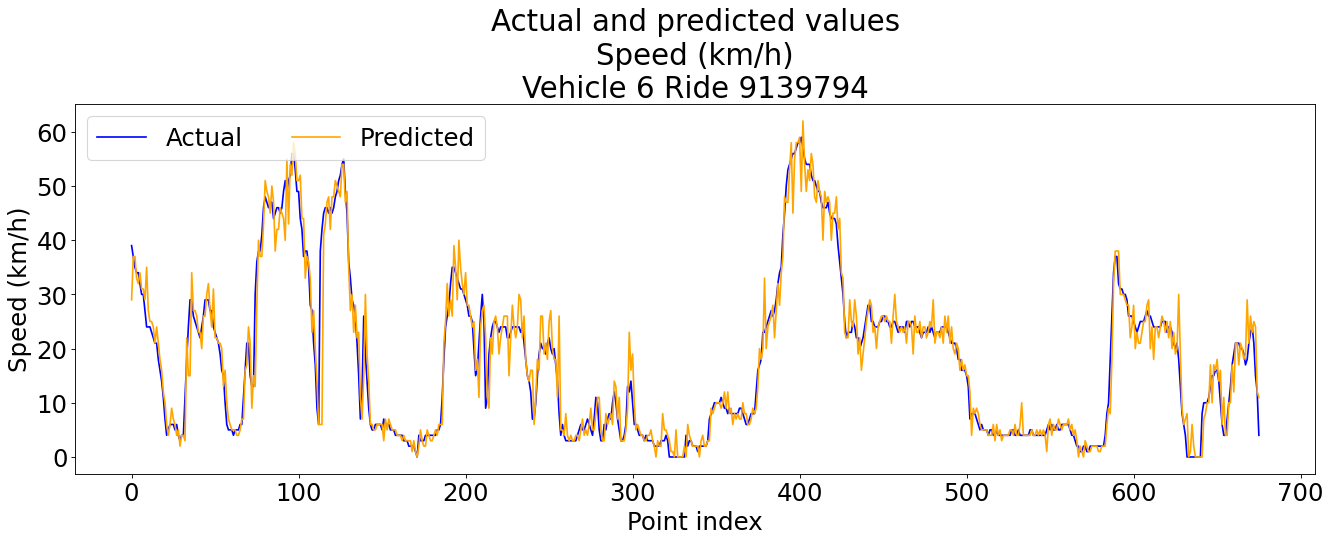 Actual and predicted values
Speed (km/h)
Vehicle 6 Ride 9139794
Actual Predicted
Speed (km/h)
60
50
40
30
20
10
0
0 100 200 300 400 500 600 700
Point index